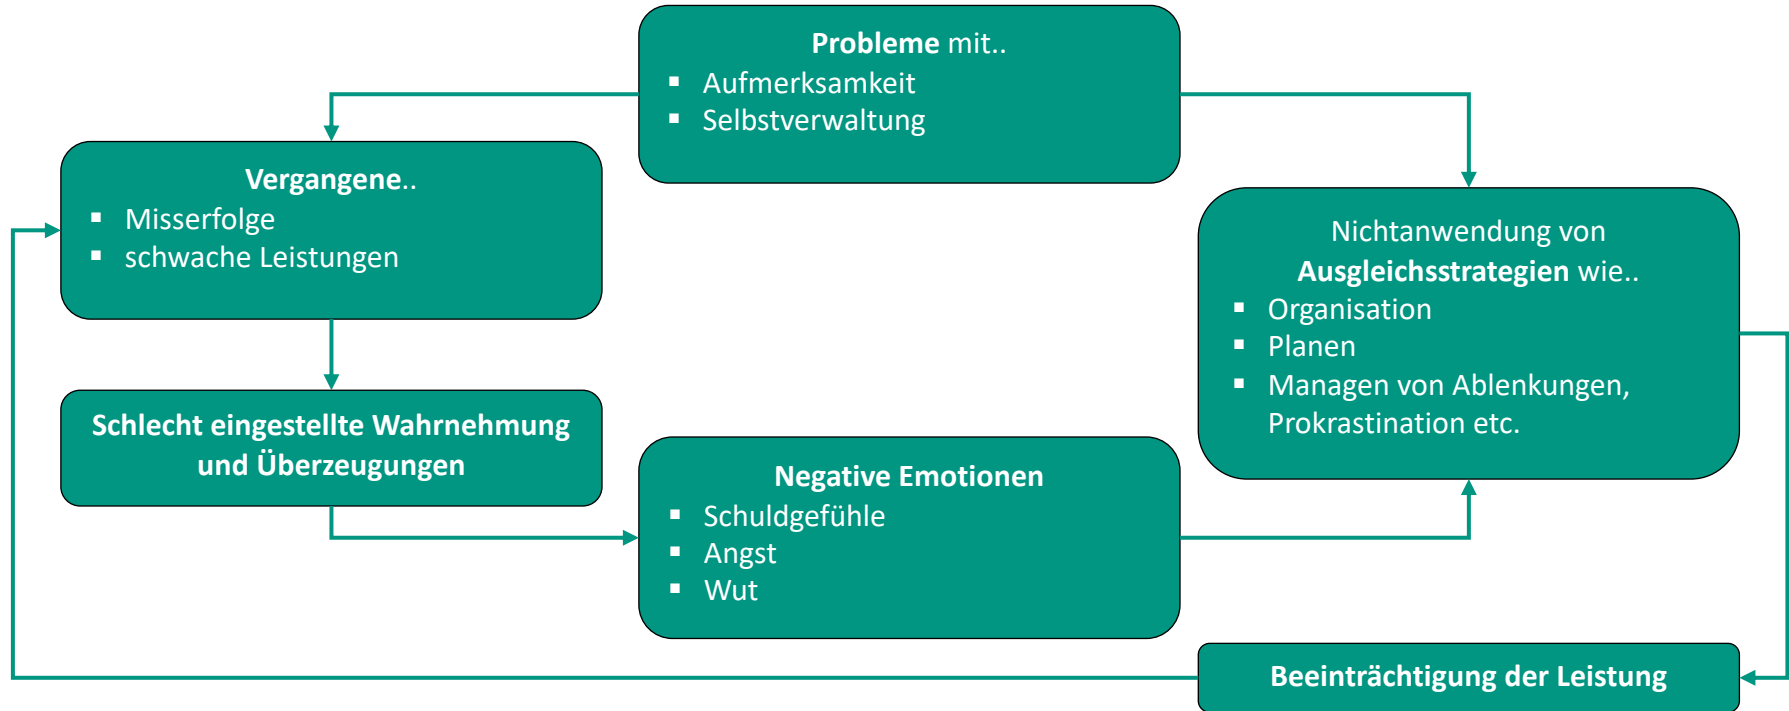 Probleme mit..
▪ Aufmerksamkeit
▪ Selbstverwaltung
Vergangene..
▪ Misserfolge
▪ schwache Leistungen
Nichtanwendung von
Ausgleichsstrategien wie..
▪ Organisation
▪ Planen
▪ Managen von Ablenkungen,
Prokrastination etc.
Schlecht eingestellte Wahrnehmung
und Überzeugungen
Negative Emotionen
▪ Schuldgefühle
▪ Angst
▪ Wut
Beeinträchtigung der Leistung